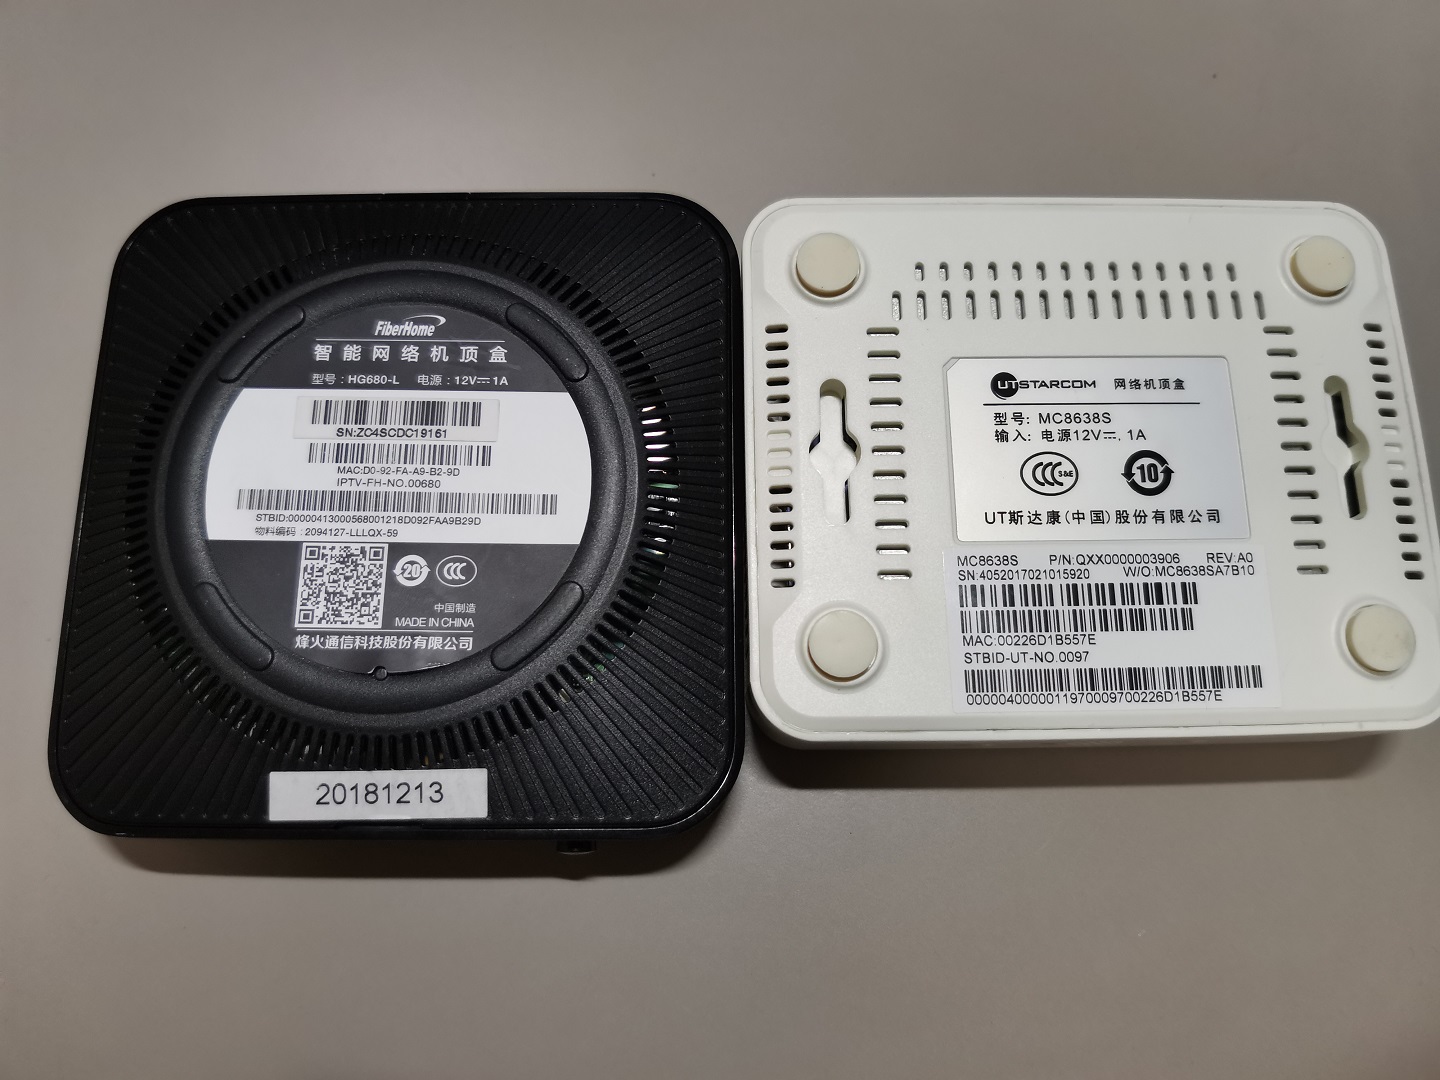 FiberHome
智能网络机顶盒
型号：HG680-L 电源：12V⎓1A
SN:ZC4SCDC19161
MAC:D0-92-FA-A9-B2-9D
IPTV-FH-NO.00680
STBID:00000413000568001218D092FAA9B29D
物料编码：2094127-LLLQX-59
20
中国制造
MADE IN CHINA
烽火通信科技股份有限公司
20181213
UTSTARCOM 网络机顶盒
型号: MC8638S
输入: 电源12V⎓, 1A
S&E
10
UT斯达康(中国)股份有限公司
MC8638S P/N:QXX0000003906 REV:A0
SN:4052017021015920 W/O:MC8638SA7B10
MAC:00226D1B557E
STBID-UT-NO.0097
0000040000011970009700226D1B557E